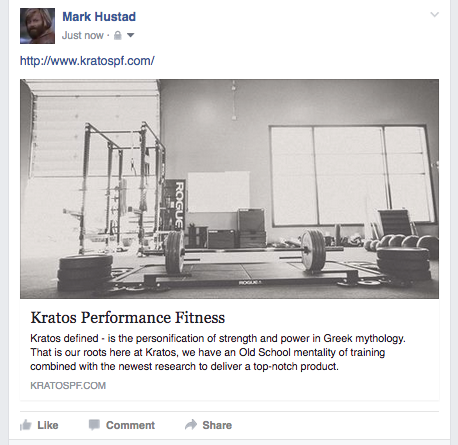 Mark Hustad
Just now ·
http://www.kratospf.com/
ROGUE
ROGUE
Kratos Performance Fitness
Kratos defined - is the personification of strength and power in Greek mythology.
That is our roots here at Kratos, we have an Old School mentality of training
combined with the newest research to deliver a top-notch product.
KRATOSPF.COM
Like Comment Share